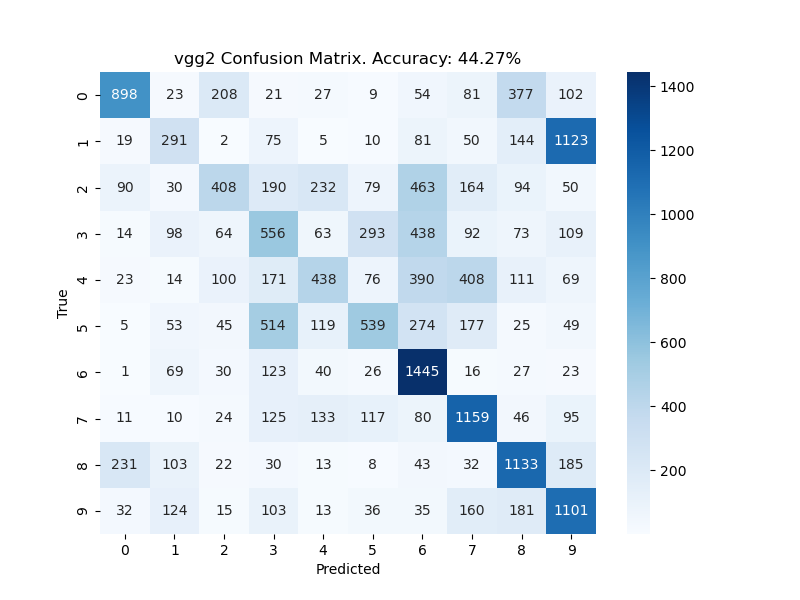 vgg2 Confusion Matrix. Accuracy: 44.27%
0 898 23 208 21 27 9 54 81 377 102
1 19 291 2 75 5 10 81 50 144 1123
2 90 30 408 190 232 79 463 164 94 50
3 14 98 64 556 63 293 438 92 73 109
4 23 14 100 171 438 76 390 408 111 69
5 5 53 45 514 119 539 274 177 25 49
6 1 69 30 123 40 26 1445 16 27 23
7 11 10 24 125 133 117 80 1159 46 95
8 231 103 22 30 13 8 43 32 1133 185
9 32 124 15 103 13 36 35 160 181 1101
0 1 2 3 4 5 6 7 8 9
Predicted
True
1400
1200
1000
800
600
400
200